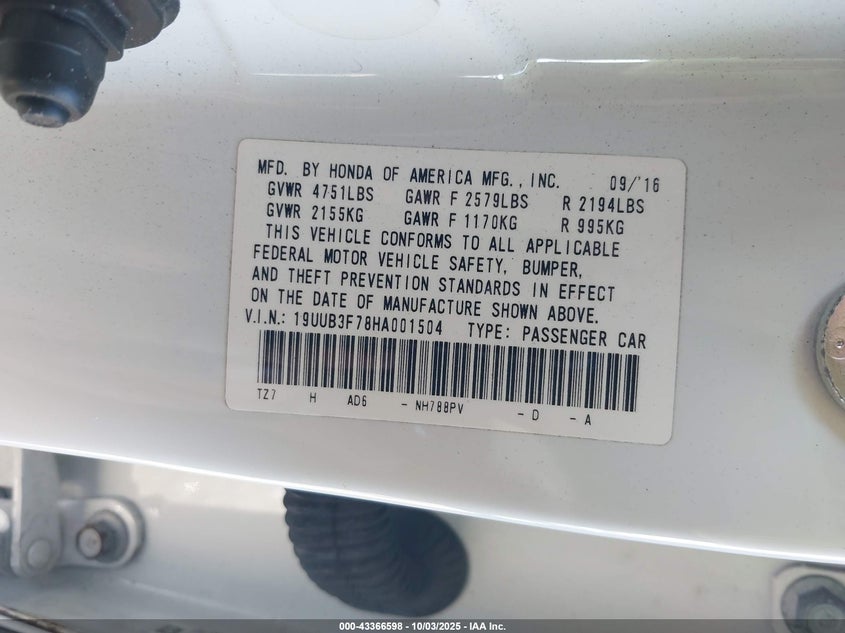 MFD. BY HONDA OF AMERICA MFG., INC. 09/'16
GVWR 4751LBS GAWR F 2579LBS R 2194LBS
GVWR 2155KG GAWR F 1170KG R 995KG
THIS VEHICLE CONFORMS TO ALL APPLICABLE
FEDERAL MOTOR VEHICLE SAFETY, BUMPER,
AND THEFT PREVENTION STANDARDS IN EFFECT
ON THE DATE OF MANUFACTURE SHOWN ABOVE.
V.I.N.: 19UUB3F78HA001504 TYPE: PASSENGER CAR
TZ7 H AD6 - NH788PV - D - A
000-43366598 - 10/03/2025 - IAA Inc.